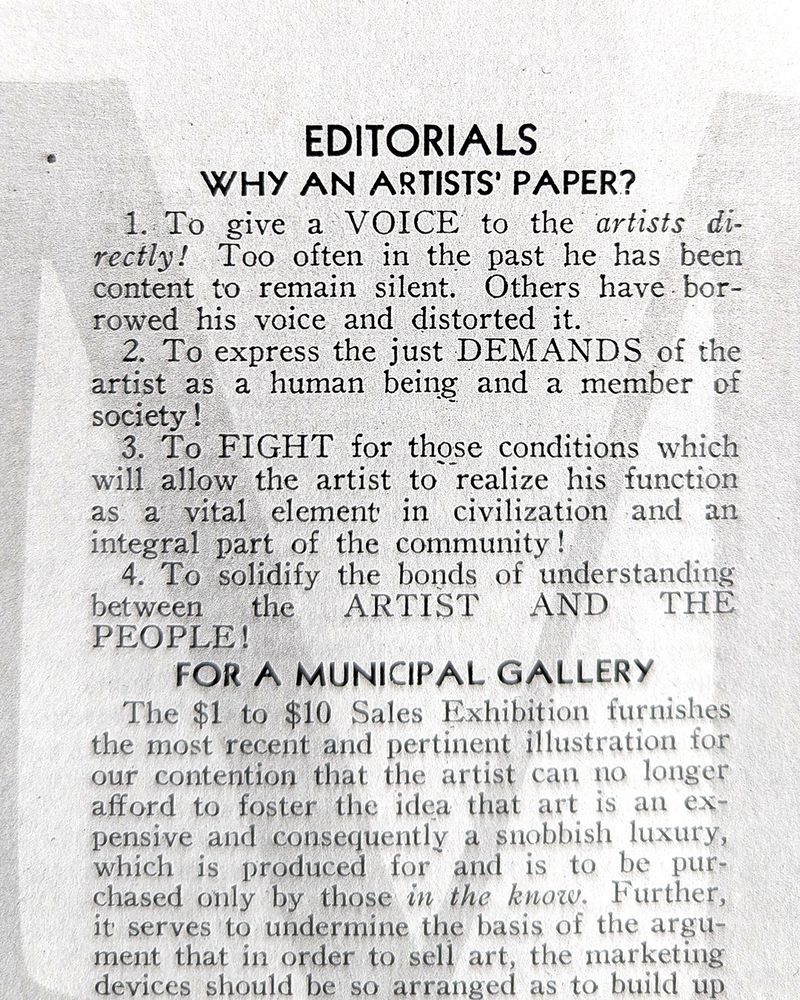 EDITORIALS
WHY AN ARTISTS' PAPER?
1. To give a VOICE to the artists di-
rectly! Too often in the past he has been
content to remain silent. Others have bor-
rowed his voice and distorted it.
2. To express the just DEMANDS of the
artist as a human being and a member of
society!
3. To FIGHT for those conditions which
will allow the artist to realize his function
as a vital element in civilization and an
integral part of the community!
4. To solidify the bonds of understanding
between the ARTIST AND THE
PEOPLE!
FOR A MUNICIPAL GALLERY
The $1 to $10 Sales Exhibition furnishes
the most recent and pertinent illustration for
our contention that the artist can no longer
afford to foster the idea that art is an ex-
pensive and consequently a snobbish luxury,
which is produced for and is to be pur-
chased only by those in the know. Further,
it serves to undermine the basis of the argu-
ment that in order to sell art, the marketing
devices should be so arranged as to build up